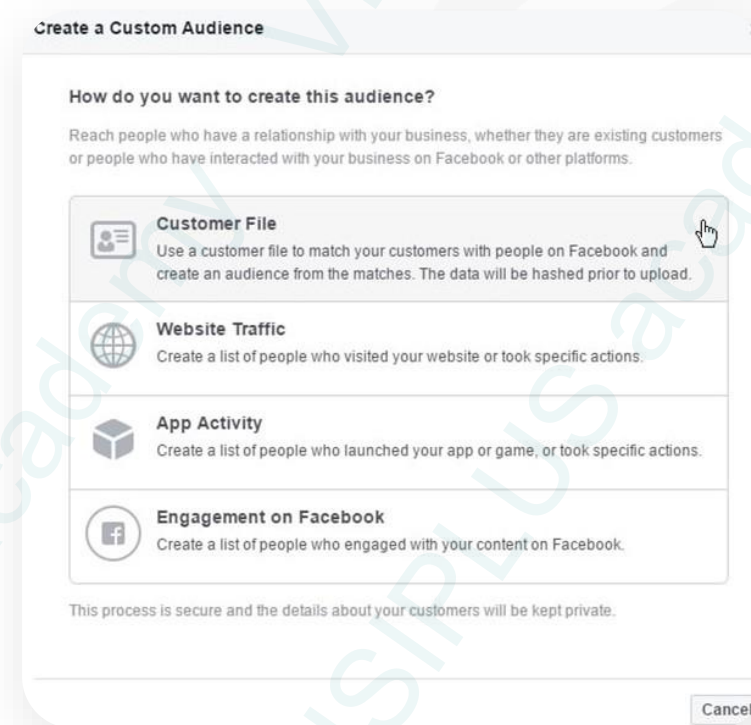 Create a Custom Audience
How do you want to create this audience?
Reach people who have a relationship with your business, whether they are existing customers
or people who have interacted with your business on Facebook or other platforms.
Customer File
Use a customer file to match your customers with people on Facebook and
create an audience from the matches. The data will be hashed prior to upload.
Website Traffic
Create a list of people who visited your website or took specific actions.
App Activity
Create a list of people who launched your app or game, or took specific actions.
Engagement on Facebook
Create a list of people who engaged with your content on Facebook.
This process is secure and the details about your customers will be kept private.
Cancel